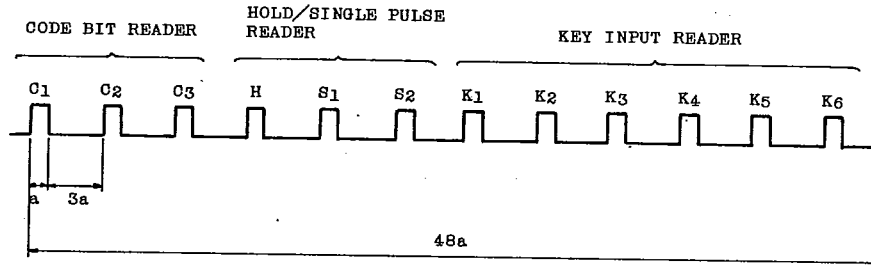 CODE BIT READER
HOLD/SINGLE PULSE
READER
KEY INPUT READER
C1 C2 C3 H S1 S2 K1 K2 K3 K4 K5 K6
a 3a
48a